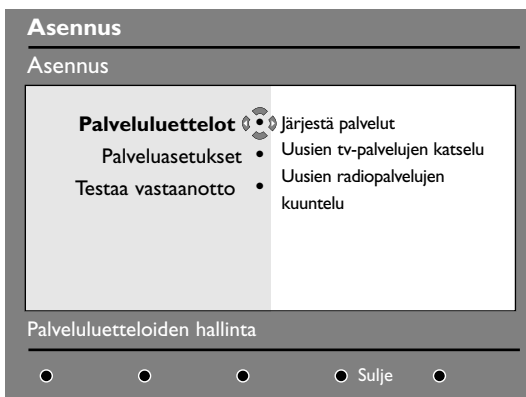 Asennus
Asennus
Palveluluettelot
Palveluasetukset
Testaa vastaanotto
Järjestä palvelut
Uusien tv-palvelujen katselu
Uusien radiopalvelujen
kuuntelu
Palveluluetteloiden hallinta
Sulje